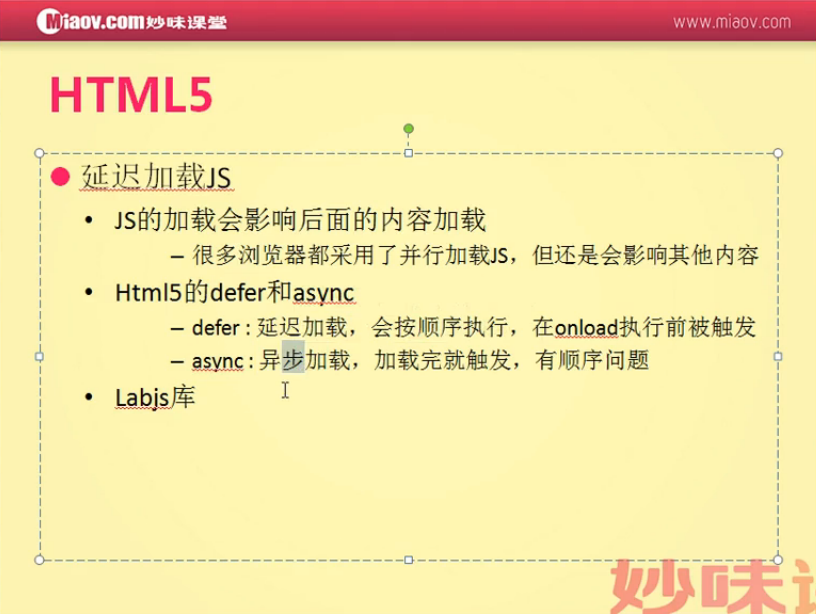 Miaov.com妙味课堂
www.miaov.com
HTML5
延迟加载JS
JS的加载会影响后面的内容加载
– 很多浏览器都采用了并行加载JS，但还是会影响其他内容
Html5的defer和async
– defer : 延迟加载，会按顺序执行，在onload执行前被触发
– async : 异步加载，加载完就触发，有顺序问题
Labjs库
妙味